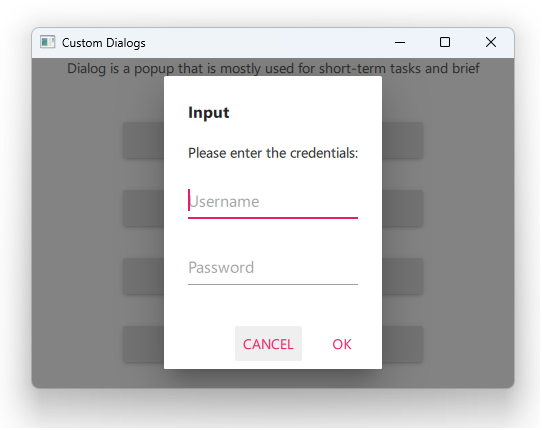 Custom Dialogs
Dialog is a popup that is mostly used for short-term tasks and brief
Input
Please enter the credentials:
Username
Password
CANCEL OK